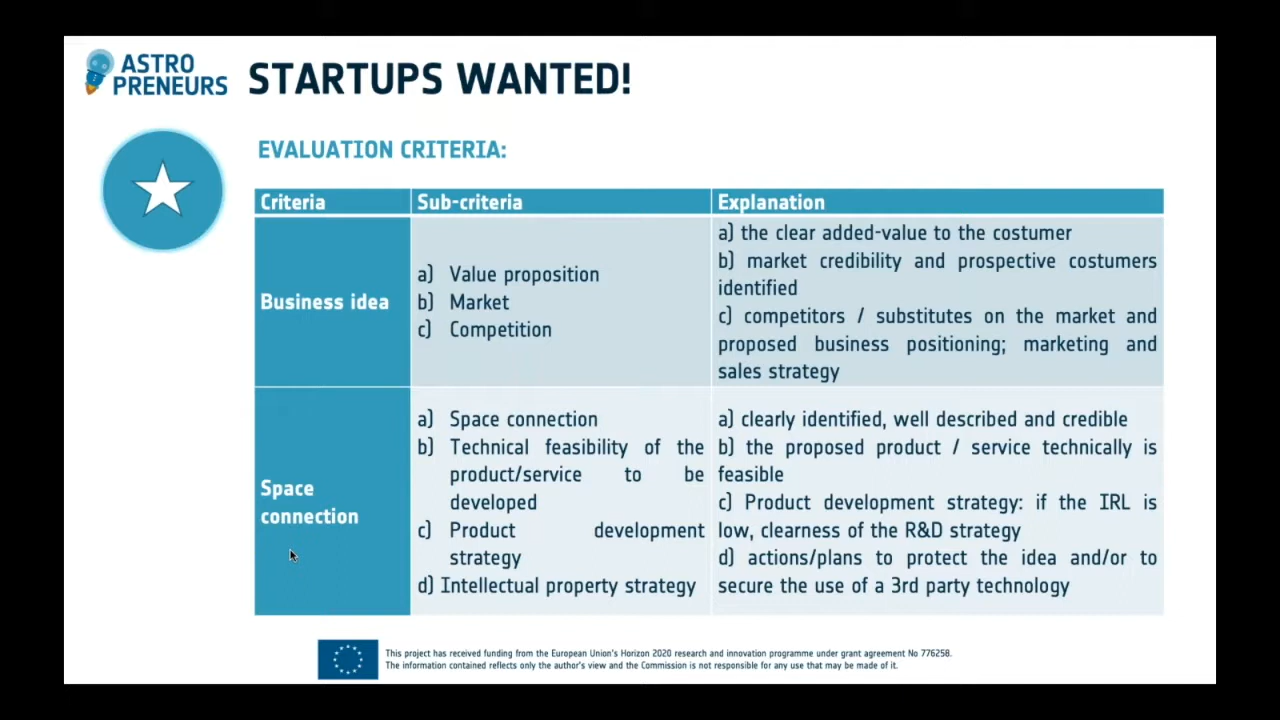 ASTRO
PRENEURS
STARTUPS WANTED!
EVALUATION CRITERIA:
Criteria
Sub-criteria
Explanation
Business idea
a) Value proposition
b) Market
c) Competition
a) the clear added-value to the costumer
b) market credibility and prospective costumers
identified
c) competitors / substitutes on the market and
proposed business positioning; marketing and
sales strategy
Space
connection
a) Space connection
b) Technical feasibility of the
product/service to be
developed
c) Product development
strategy
d) Intellectual property strategy
a) clearly identified, well described and credible
b) the proposed product / service technically is
feasible
c) Product development strategy: if the IRL is
low, clearness of the R&D strategy
d) actions/plans to protect the idea and/or to
secure the use of a 3rd party technology
This project has received funding from the European Union's Horizon 2020 research and innovation programme under grant agreement No 776258.
The information contained reflects only the author's view and the Commission is not responsible for any use that may be made of it.